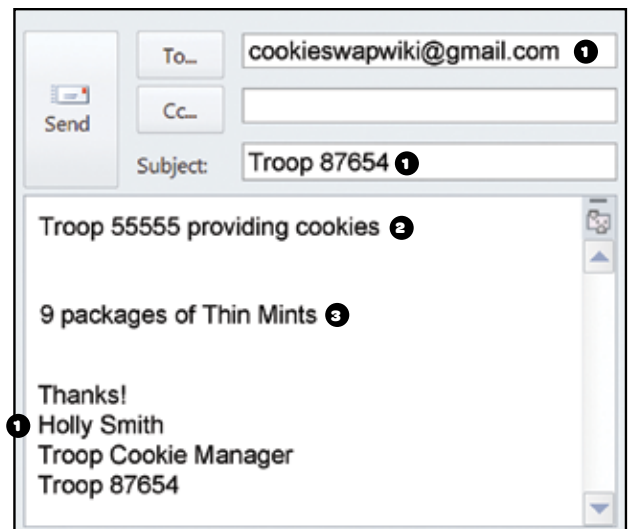 To...
cookieswapwiki@gmail.com 1
Send
Cc...
Subject:
Troop 87654 1
Troop 55555 providing cookies 2
9 packages of Thin Mints 3
Thanks!
1 Holly Smith
Troop Cookie Manager
Troop 87654